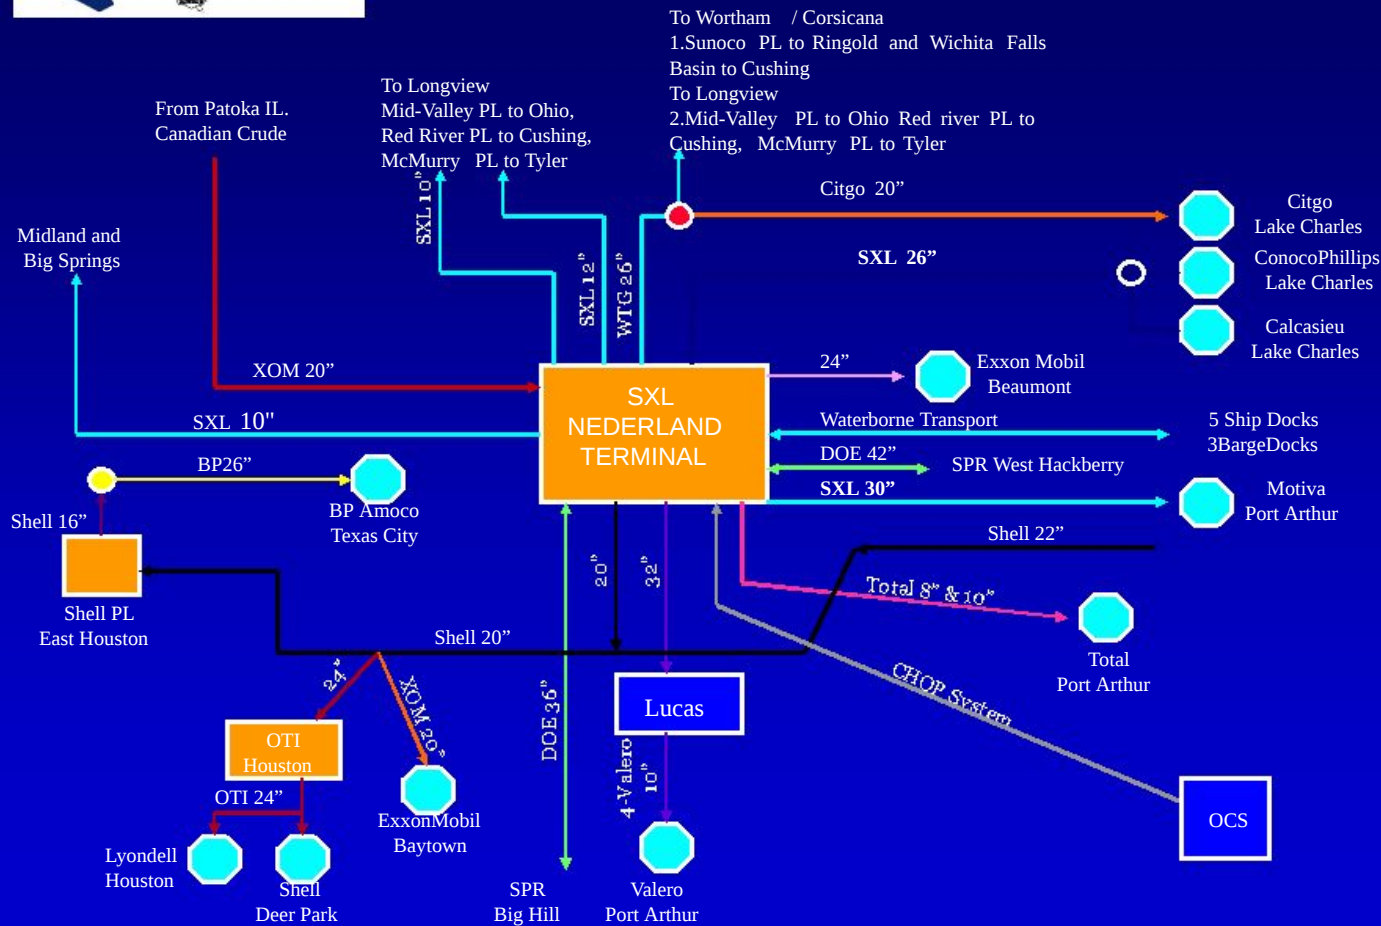 To Wortham / Corsicana
1.Sunoco PL to Ringold and Wichita Falls
Basin to Cushing
To Longview
2.Mid-Valley PL to Ohio Red river PL to
Cushing, McMurry PL to Tyler
To Longview
Mid-Valley PL to Ohio,
Red River PL to Cushing,
McMurry PL to Tyler
From Patoka IL.
Canadian Crude
SXL 10"
SXL 12"
WTG 26"
Citgo 20”
Citgo
Lake Charles
Midland and
Big Springs
SXL 26”
ConocoPhillips
Lake Charles
Calcasieu
Lake Charles
XOM 20”
24”
Exxon Mobil
Beaumont
SXL
NEDERLAND
TERMINAL
SXL 10"
Waterborne Transport
5 Ship Docks
3BargeDocks
BP26”
DOE 42”
SPR West Hackberry
SXL 30”
Motiva
Port Arthur
BP Amoco
Texas City
Shell 16”
Shell 22”
20"
32"
Total 8" & 10"
Shell PL
East Houston
Shell 20”
Total
Port Arthur
24"
XOM 20"
DOE 36"
Lucas
CHOP System
OTI
Houston
4-Valero
10"
OTI 24”
ExxonMobil
Baytown
OCS
Lyondell
Houston
Shell
Deer Park
SPR
Big Hill
Valero
Port Arthur